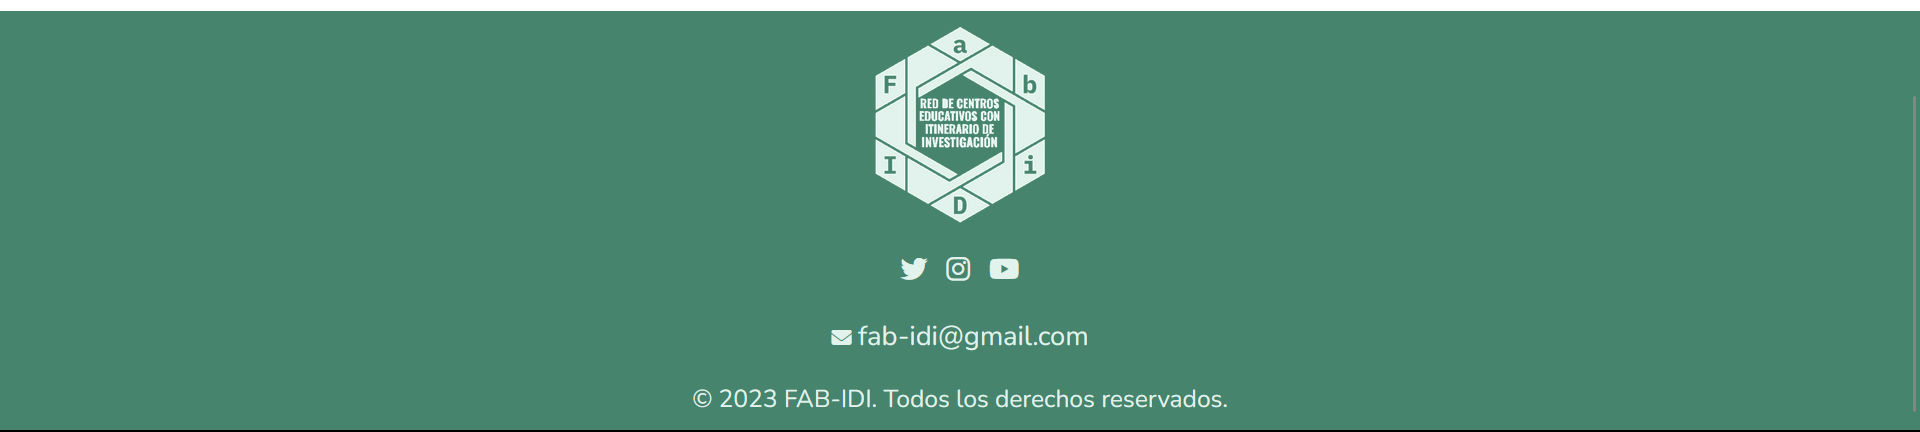 a
F
b
RED DE CENTROS
EDUCATIVOS CON
ITINERARIO DE
INVESTIGACIÓN
I
i
D
fab-idi@gmail.com
© 2023 FAB-IDI. Todos los derechos reservados.